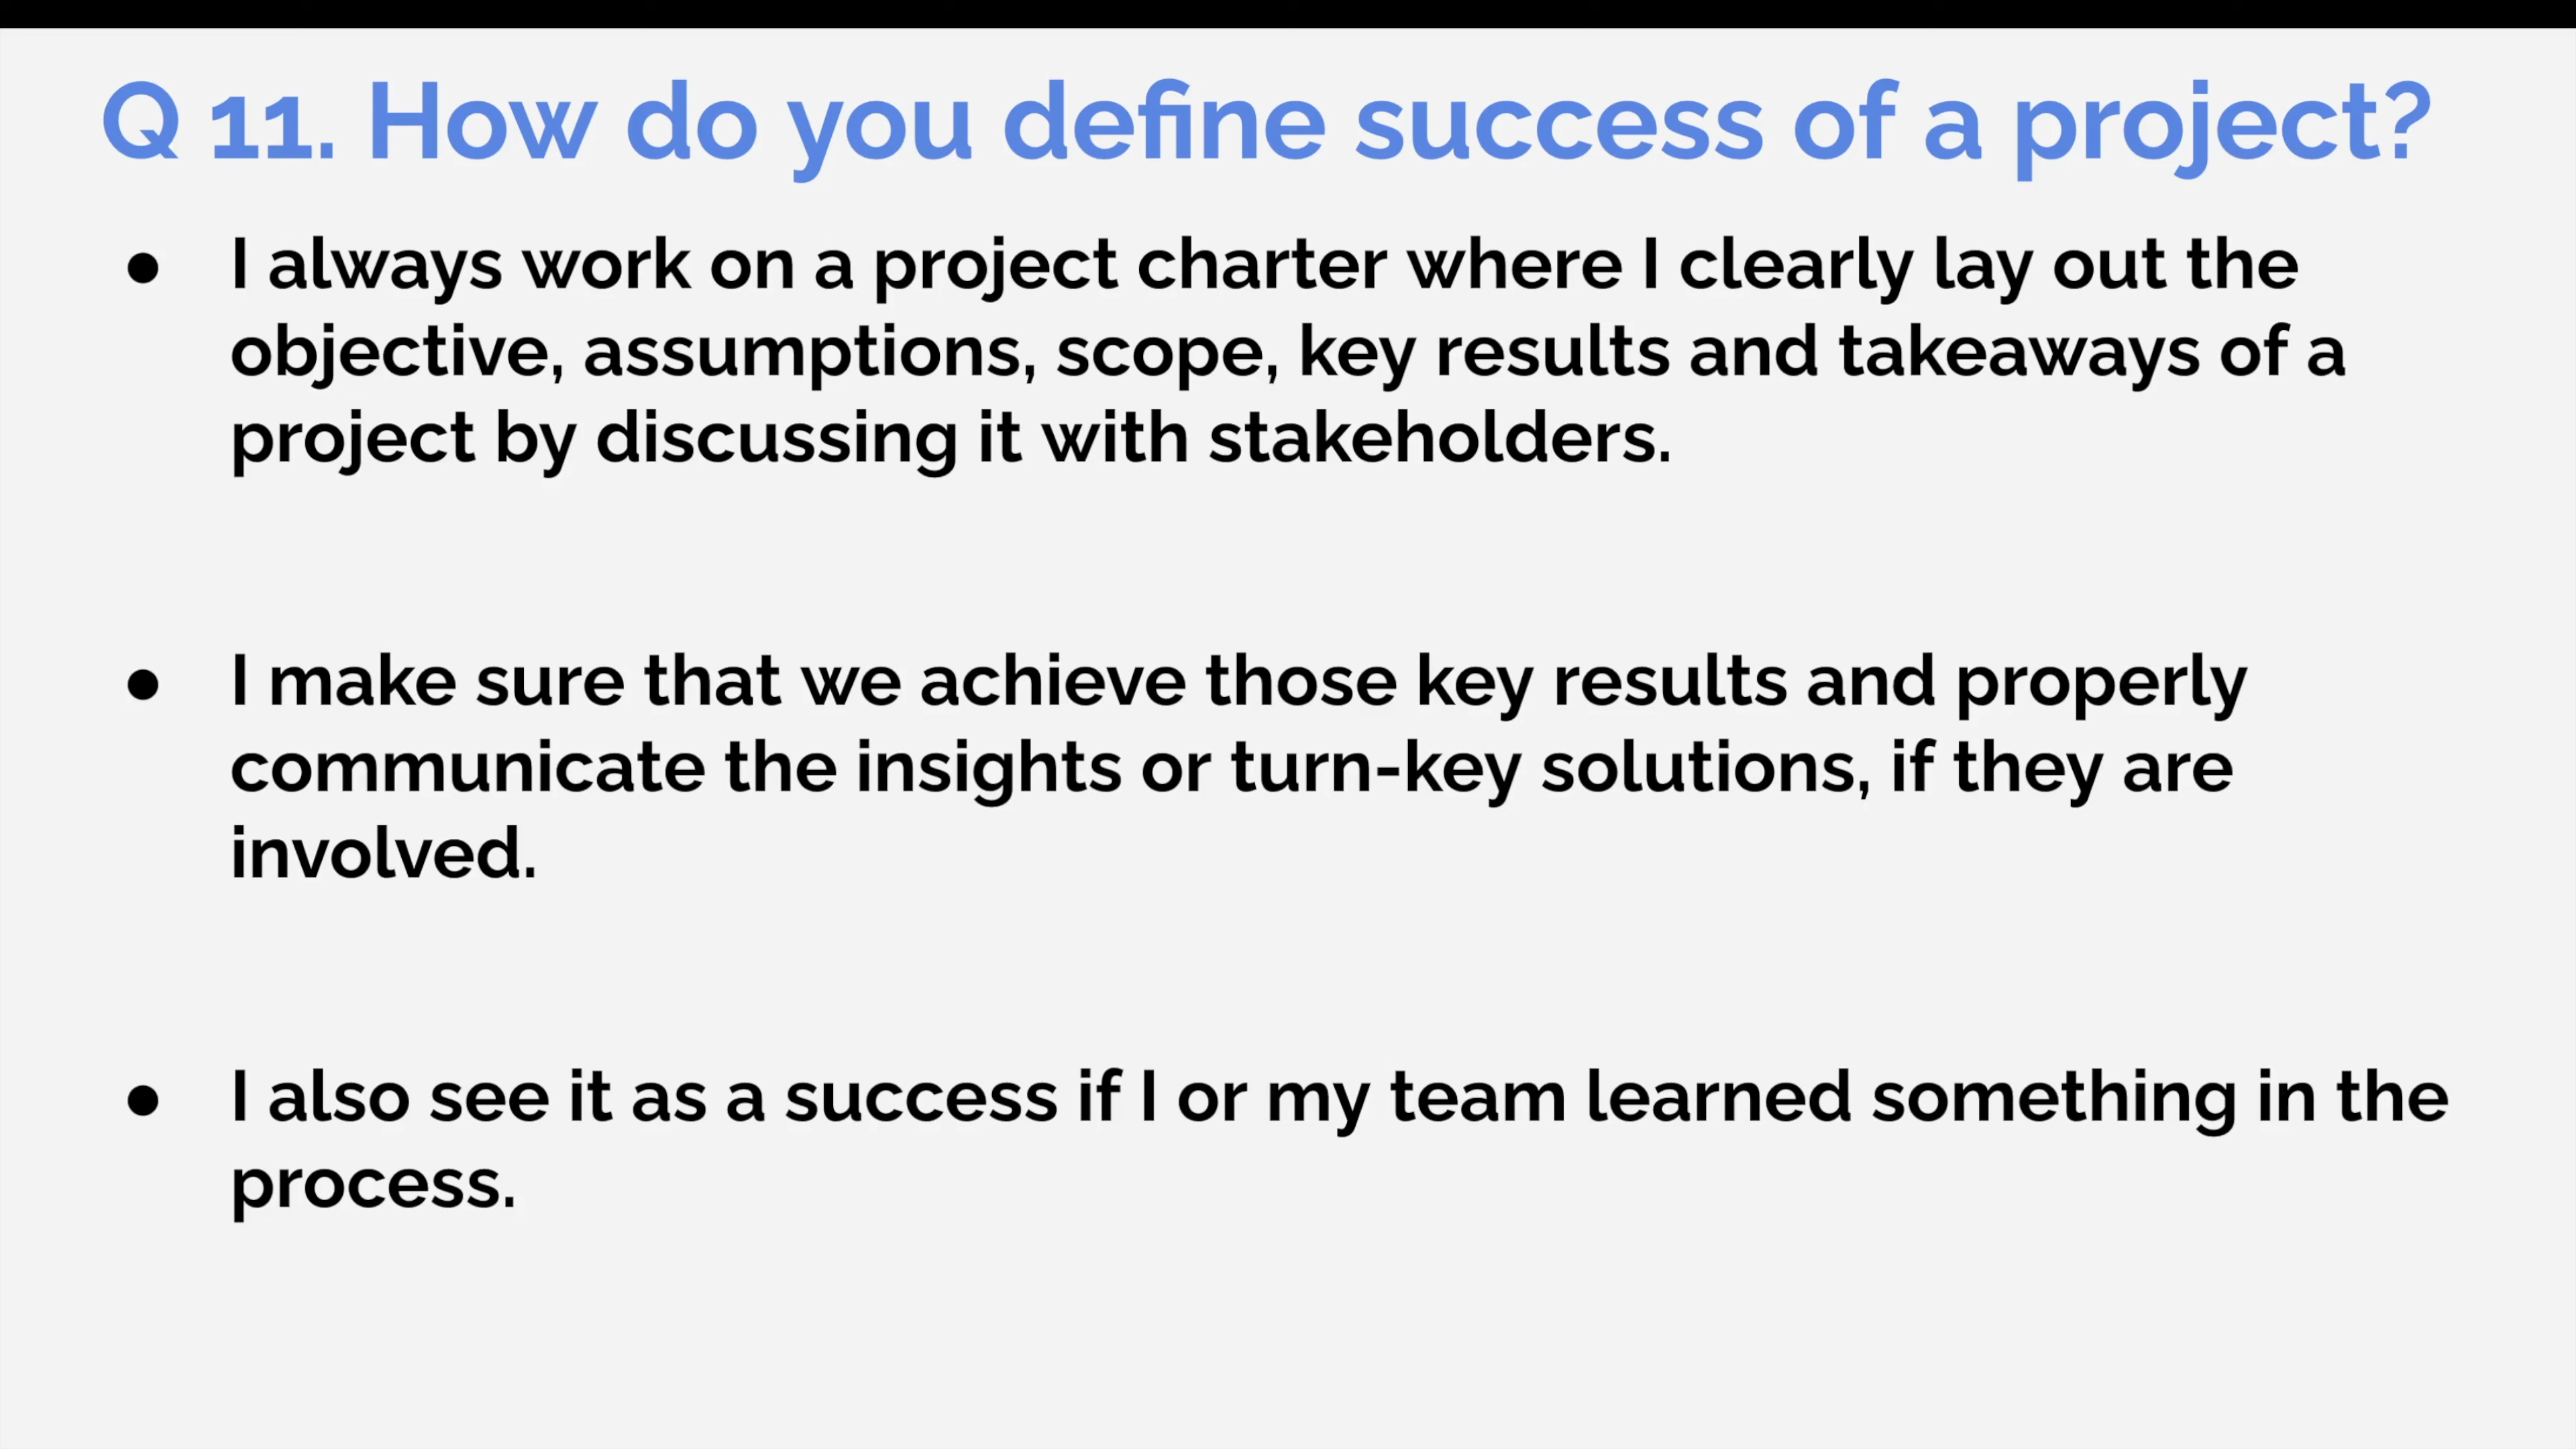 Q 11. How do you define success of a project?
● I always work on a project charter where I clearly lay out the
objective, assumptions, scope, key results and takeaways of a
project by discussing it with stakeholders.
● I make sure that we achieve those key results and properly
communicate the insights or turn-key solutions, if they are
involved.
● I also see it as a success if I or my team learned something in the
process.